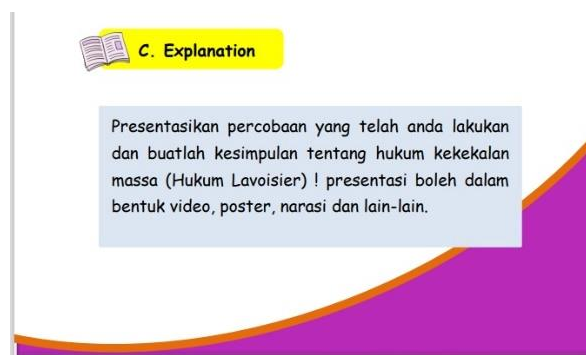 C. Explanation
Presentasikan percobaan yang telah anda lakukan
dan buatlah kesimpulan tentang hukum kekekalan
massa (Hukum Lavoisier) ! presentasi boleh dalam
bentuk video, poster, narasi dan lain-lain.